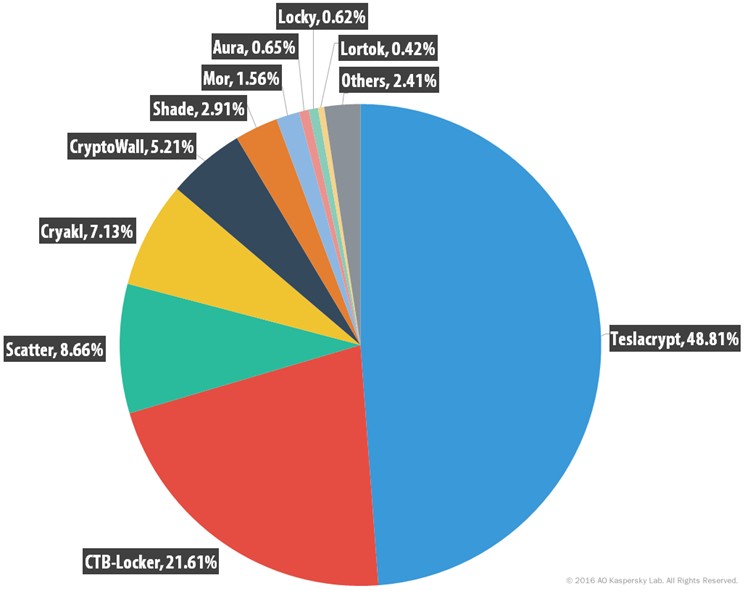 Locky, 0.62%
Aura, 0.65%
Lortok, 0.42%
Mor, 1.56%
Others, 2.41%
Shade, 2.91%
CryptoWall, 5.21%
Cryakl, 7.13%
Teslacrypt, 48.81%
Scatter, 8.66%
CTB-Locker, 21.61%
© 2016 AO Kaspersky Lab. All Rights Reserved.